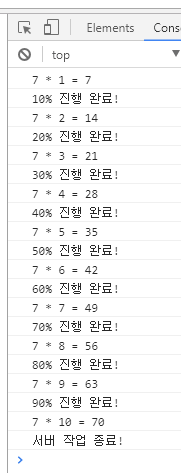 Elements Conso
top
7 * 1 = 7
10% 진행 완료!
7 * 2 = 14
20% 진행 완료!
7 * 3 = 21
30% 진행 완료!
7 * 4 = 28
40% 진행 완료!
7 * 5 = 35
50% 진행 완료!
7 * 6 = 42
60% 진행 완료!
7 * 7 = 49
70% 진행 완료!
7 * 8 = 56
80% 진행 완료!
7 * 9 = 63
90% 진행 완료!
7 * 10 = 70
서버 작업 종료!
>